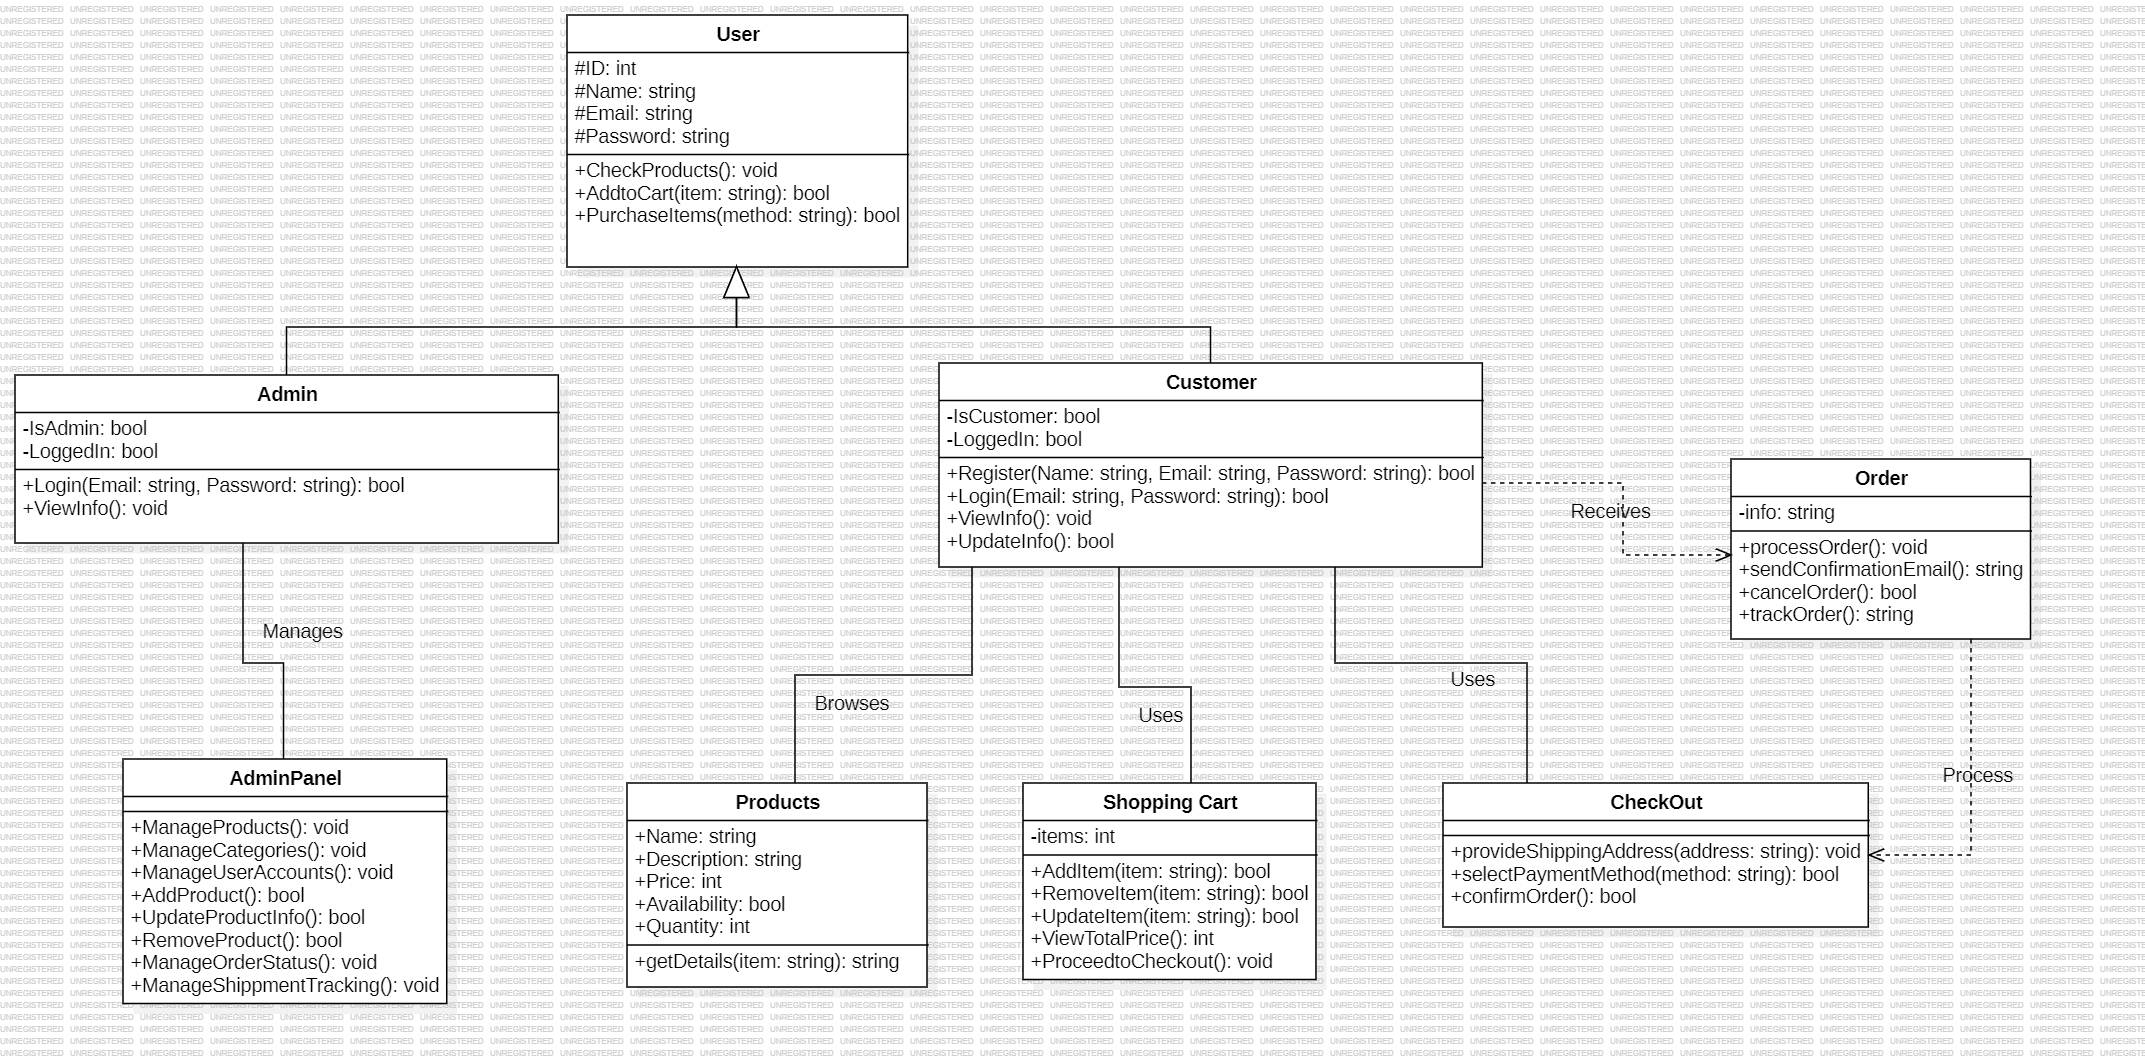 User
#ID: int
#Name: string
#Email: string
#Password: string
+CheckProducts(): void
+AddtoCart(item: string): bool
+PurchaseItems(method: string): bool
Admin
-IsAdmin: bool
-LoggedIn: bool
+Login(Email: string, Password: string): bool
+ViewInfo(): void
Customer
-IsCustomer: bool
-LoggedIn: bool
+Register(Name: string, Email: string, Password: string): bool
+Login(Email: string, Password: string): bool
+ViewInfo(): void
+UpdateInfo(): bool
Receives
Order
-info: string
+processOrder(): void
+sendConfirmationEmail(): string
+cancelOrder(): bool
+trackOrder(): string
Manages
Browses
Uses
Uses
Process
AdminPanel
+ManageProducts(): void
+ManageCategories(): void
+ManageUserAccounts(): void
+AddProduct(): bool
+UpdateProductInfo(): bool
+RemoveProduct(): bool
+ManageOrderStatus(): void
+ManageShippmentTracking(): void
Products
+Name: string
+Description: string
+Price: int
+Availability: bool
+Quantity: int
+getDetails(item: string): string
Shopping Cart
-items: int
+AddItem(item: string): bool
+RemoveItem(item: string): bool
+UpdateItem(item: string): bool
+ViewTotalPrice(): int
+ProceedtoCheckout(): void
CheckOut
+provideShippingAddress(address: string): void
+selectPaymentMethod(method: string): bool
+confirmOrder(): bool
UNREGISTERED